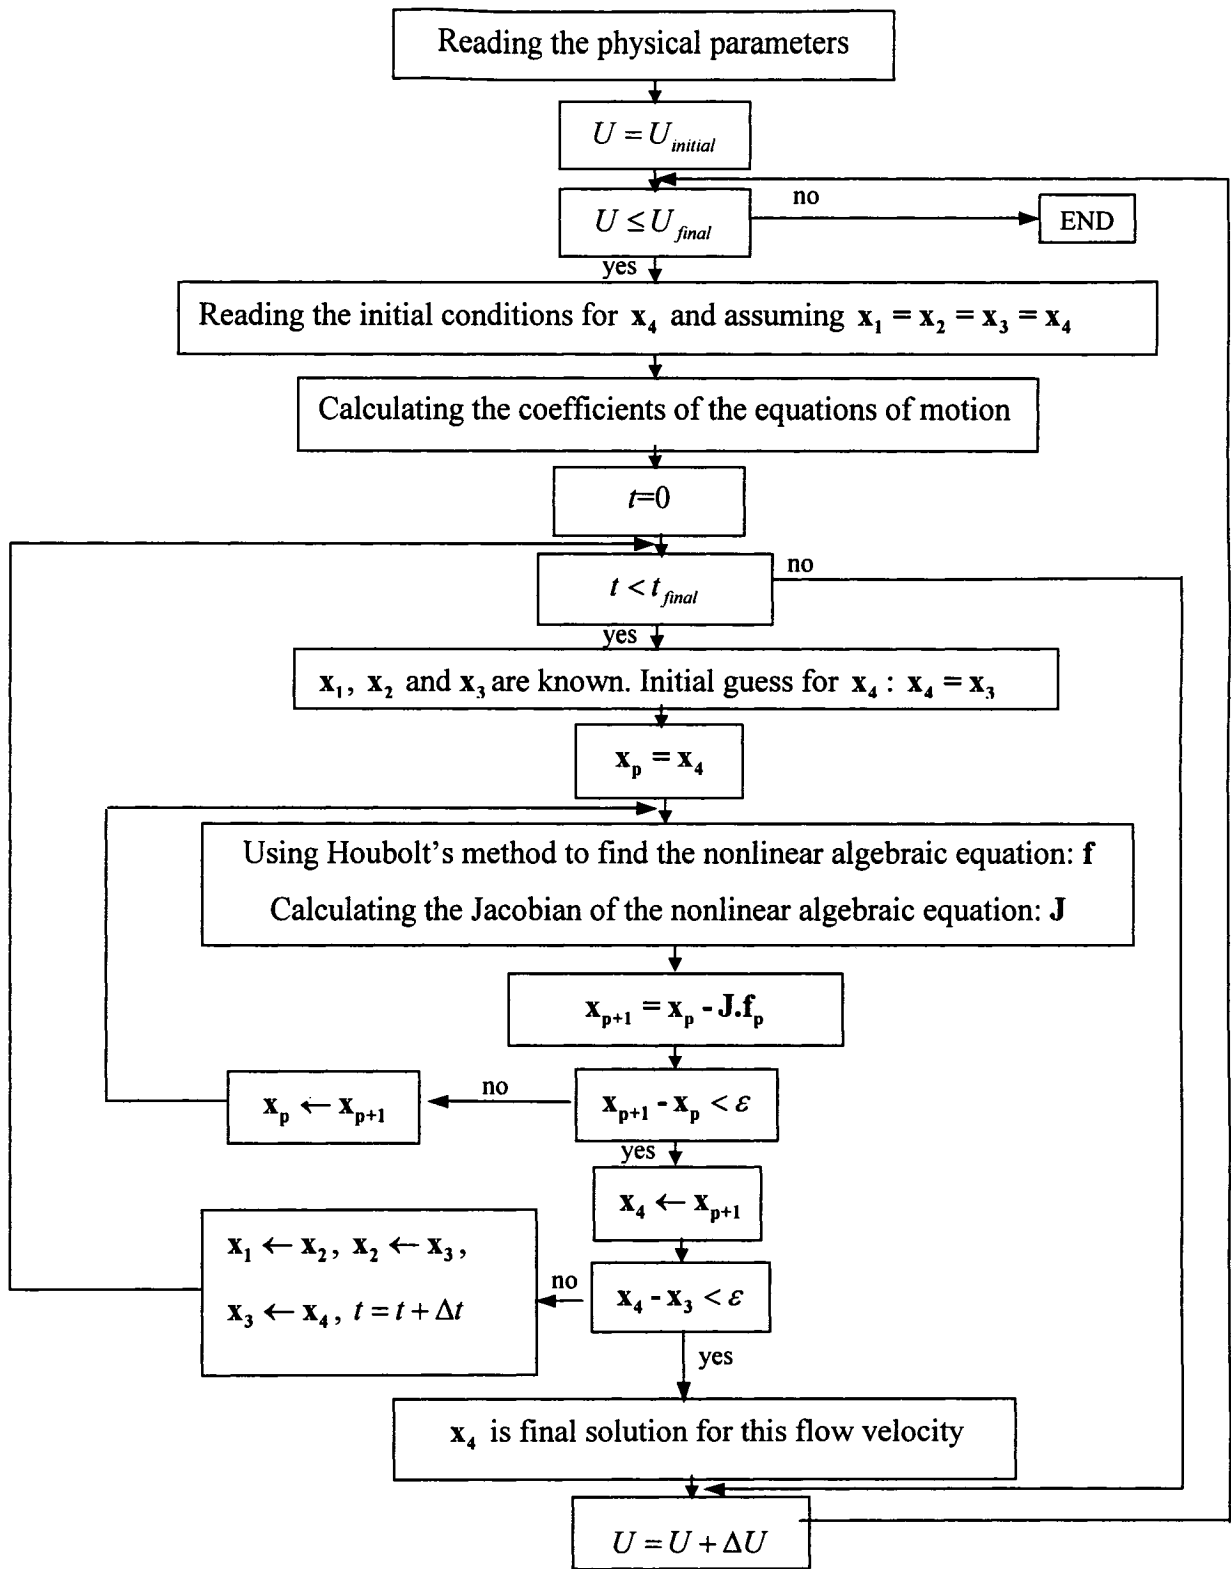 Reading the physical parameters
U = U_initial
U ≤ U_final
no
END
yes
Reading the initial conditions for x₄ and assuming x₁ = x₂ = x₃ = x₄
Calculating the coefficients of the equations of motion
t=0
t < t_final
no
yes
x₁, x₂ and x₃ are known. Initial guess for x₄ : x₄ = x₃
x_p = x₄
Using Houbolt's method to find the nonlinear algebraic equation: f
Calculating the Jacobian of the nonlinear algebraic equation: J
x_p+1 = x_p - J.f_p
x_p ← x_p+1
no
x_p+1 - x_p < ε
yes
x₄ ← x_p+1
x₁ ← x₂, x₂ ← x₃,
x₃ ← x₄, t = t + Δt
no
x₄ - x₃ < ε
yes
x₄ is final solution for this flow velocity
U = U + ΔU